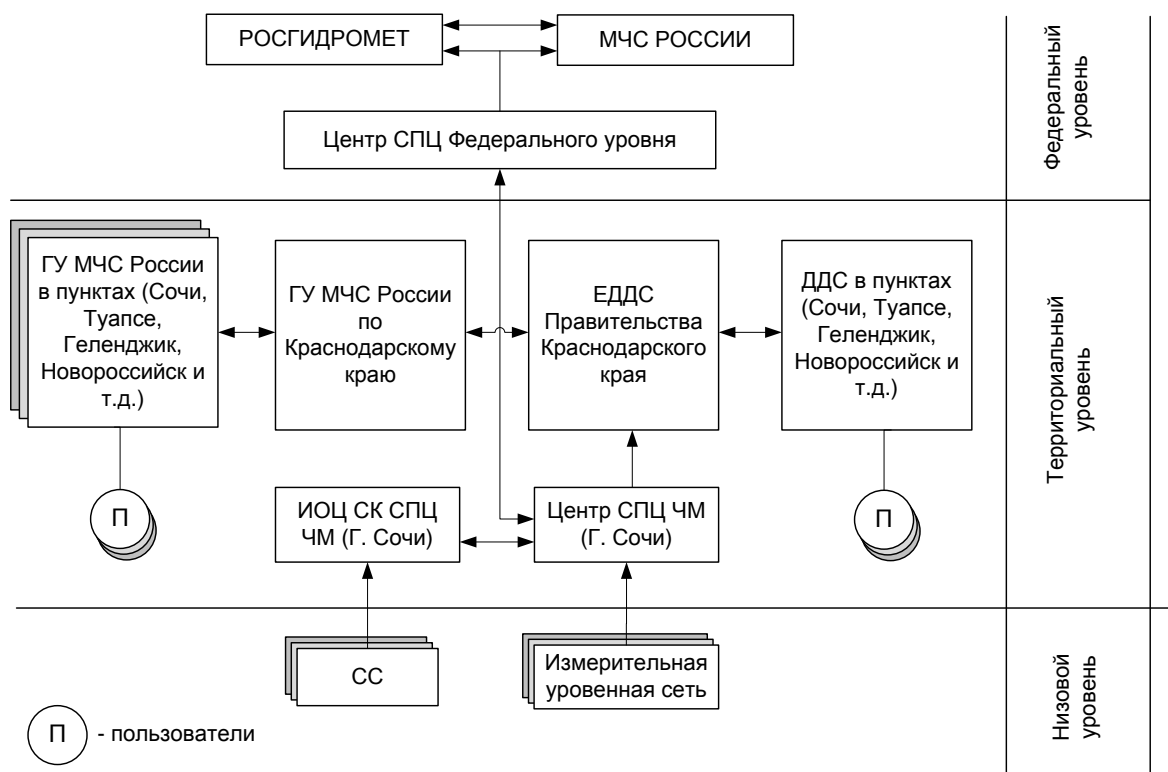 РОСГИДРОМЕТ
МЧС РОССИИ
Центр СПЦ Федерального уровня
Федеральный
уровень
ГУ МЧС России
в пунктах (Сочи,
Туапсе,
Геленджик,
Новороссийск и
т.д.)
ГУ МЧС России
по
Краснодарскому
краю
ЕДДС
Правительства
Краснодарского
края
ДДС в пунктах
(Сочи, Туапсе,
Геленджик,
Новороссийск и
т.д.)
П
ИОЦ СК СПЦ
ЧМ (Г. Сочи)
Центр СПЦ ЧМ
(Г. Сочи)
П
Территориальный
уровень
СС
Измерительная
уровенная сеть
Низовой
уровень
П - пользователи